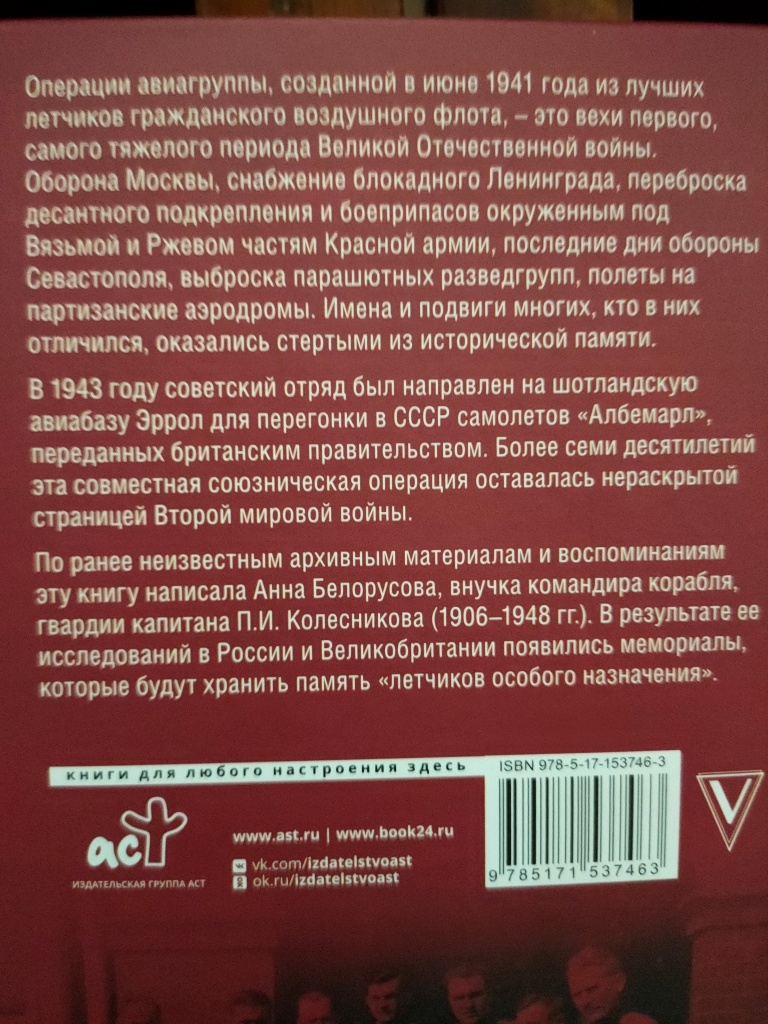 Операции авиагруппы, созданной в июне 1941 года из лучших
летчиков гражданского воздушного флота, – это вехи первого,
самого тяжелого периода Великой Отечественной войны.
Оборона Москвы, снабжение блокадного Ленинграда, переброска
десантного подкрепления и боеприпасов окруженным под
Вязьмой и Ржевом частям Красной армии, последние дни обороны
Севастополя, выброска парашютных разведгрупп, полеты на
партизанские аэродромы. Имена и подвиги многих, кто в них
отличился, оказались стертыми из исторической памяти.
В 1943 году советский отряд был направлен на шотландскую
авиабазу Эррол для перегонки в СССР самолетов «Албемарл»,
переданных британским правительством. Более семи десятилетий
эта совместная союзническая операция оставалась нераскрытой
страницей Второй мировой войны.
По ранее неизвестным архивным материалам и воспоминаниям
эту книгу написала Анна Белорусова, внучка командира корабля,
гвардии капитана П.И. Колесникова (1906–1948 гг.). В результате ее
исследований в России и Великобритании появились мемориалы,
которые будут хранить память «летчиков особого назначения».
книги для любого настроения здесь
ISBN 978-5-17-153746-3
аст
ИЗДАТЕЛЬСКАЯ ГРУППА АСТ
www.ast.ru | www.book24.ru
vk.com/izdatelstvoast
ok.ru/izdatelstvoast
9 785171 537463
V